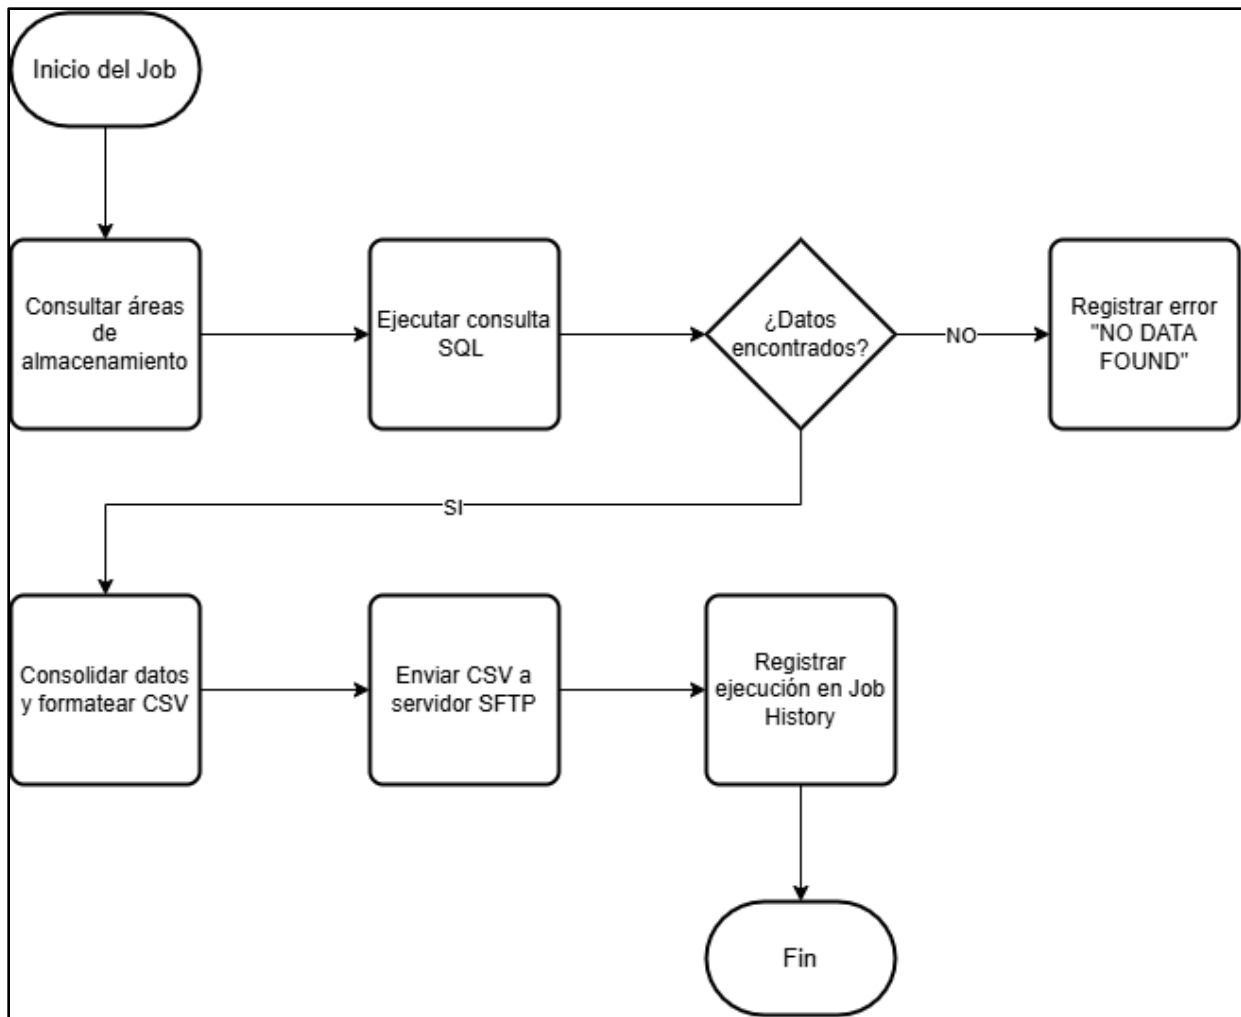 Inicio del Job
Consultar áreas
de
almacenamiento
Ejecutar consulta
SQL
¿Datos
encontrados?
NO
Registrar error
"NO DATA
FOUND"
SI
Consolidar datos
y formatear CSV
Enviar CSV a
servidor SFTP
Registrar
ejecución en Job
History
Fin